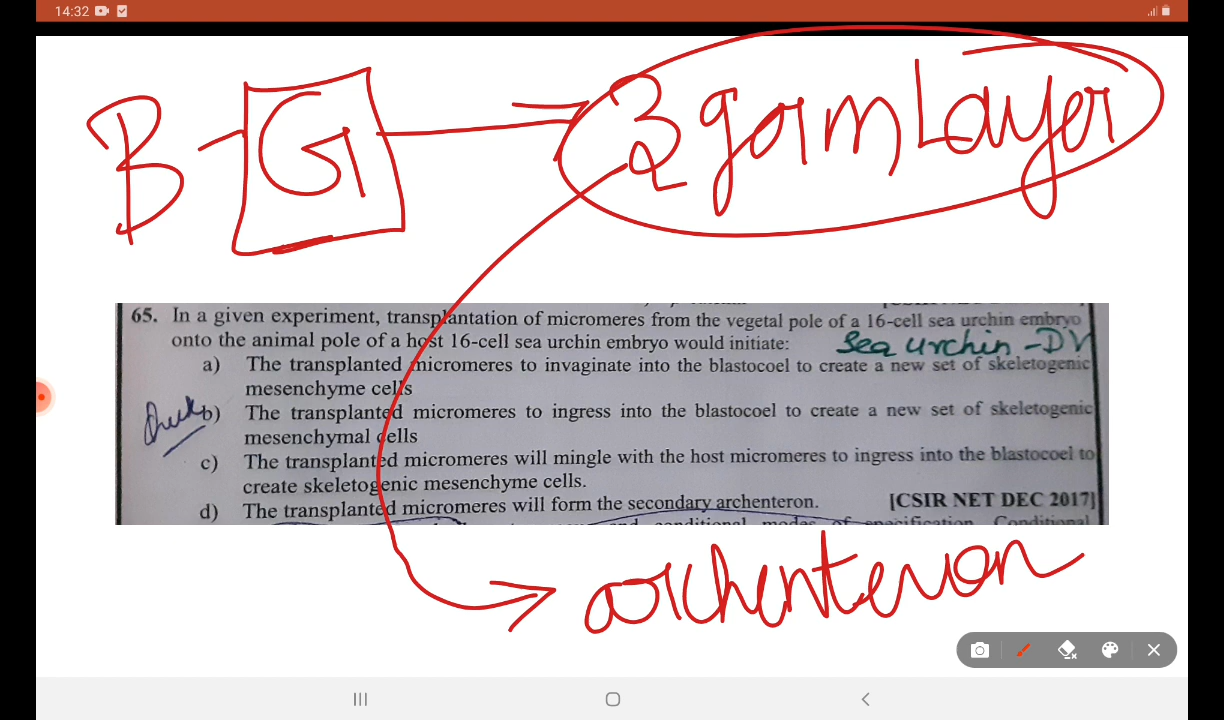 14:32
B - G → 3 germ Layer
65. In a given experiment, transplantation of micromeres from the vegetal pole of a 16-cell sea urchin embryo
onto the animal pole of a host 16-cell sea urchin embryo would initiate:
Sea urchin - DV
a) The transplanted micromeres to invaginate into the blastocoel to create a new set of skeletogenic
mesenchyme cells
b) The transplanted micromeres to ingress into the blastocoel to create a new set of skeletogenic
mesenchymal cells
c) The transplanted micromeres will mingle with the host micromeres to ingress into the blastocoel to
create skeletogenic mesenchyme cells.
d) The transplanted micromeres will form the secondary archenteron. [CSIR NET DEC 2017]
conditional modes of specification Conditional
archenteron